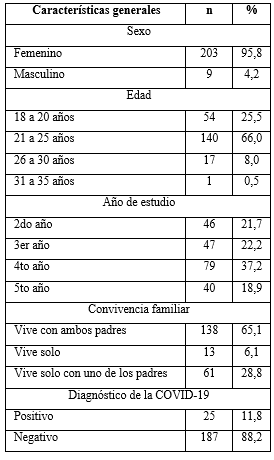 Características generales n %
Sexo
Femenino 203 95,8
Masculino 9 4,2
Edad
18 a 20 años 54 25,5
21 a 25 años 140 66,0
26 a 30 años 17 8,0
31 a 35 años 1 0,5
Año de estudio
2do año 46 21,7
3er año 47 22,2
4to año 79 37,2
5to año 40 18,9
Convivencia familiar
Vive con ambos padres 138 65,1
Vive solo 13 6,1
Vive solo con uno de los padres 61 28,8
Diagnóstico de la COVID-19
Positivo 25 11,8
Negativo 187 88,2